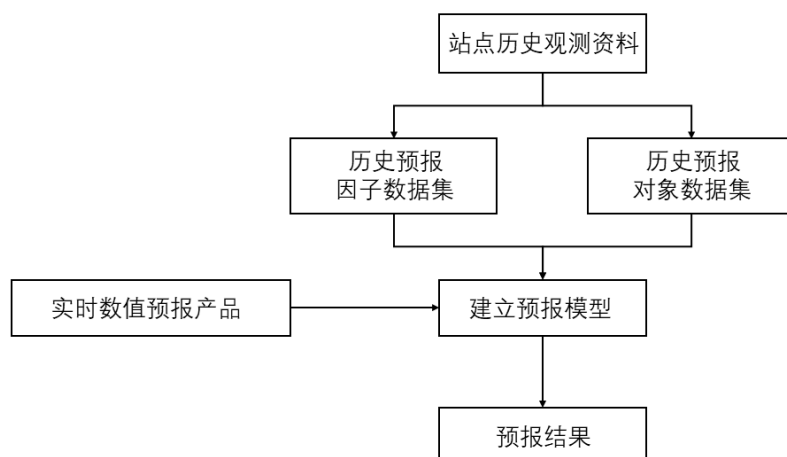 站点历史观测资料
历史预报
因子数据集
历史预报
对象数据集
实时数值预报产品
建立预报模型
预报结果